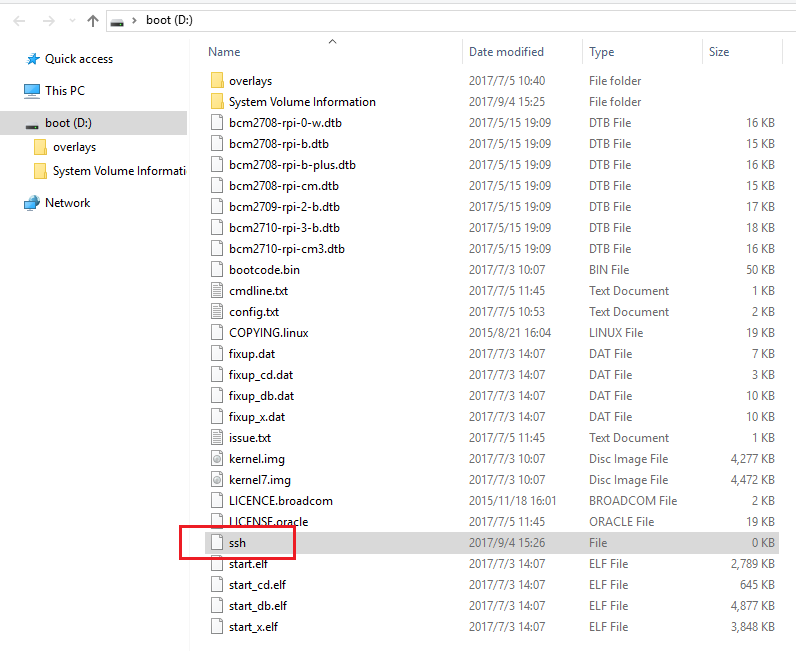 boot (D:)
Quick access
This PC
boot (D:)
overlays
System Volume Informati
Network
Name Date modified Type Size
overlays 2017/7/5 10:40 File folder
System Volume Information 2017/9/4 15:25 File folder
bcm2708-rpi-0-w.dtb 2017/5/15 19:09 DTB File 16 KB
bcm2708-rpi-b.dtb 2017/5/15 19:09 DTB File 15 KB
bcm2708-rpi-b-plus.dtb 2017/5/15 19:09 DTB File 16 KB
bcm2708-rpi-cm.dtb 2017/5/15 19:09 DTB File 15 KB
bcm2709-rpi-2-b.dtb 2017/5/15 19:09 DTB File 17 KB
bcm2710-rpi-3-b.dtb 2017/5/15 19:09 DTB File 18 KB
bcm2710-rpi-cm3.dtb 2017/5/15 19:09 DTB File 16 KB
bootcode.bin 2017/7/3 10:07 BIN File 50 KB
cmdline.txt 2017/7/5 11:45 Text Document 1 KB
config.txt 2017/7/5 10:53 Text Document 2 KB
COPYING.linux 2015/8/21 16:04 LINUX File 19 KB
fixup.dat 2017/7/3 14:07 DAT File 7 KB
fixup_cd.dat 2017/7/3 14:07 DAT File 3 KB
fixup_db.dat 2017/7/3 14:07 DAT File 10 KB
fixup_x.dat 2017/7/3 14:07 DAT File 10 KB
issue.txt 2017/7/5 11:45 Text Document 1 KB
kernel.img 2017/7/3 10:07 Disc Image File 4,277 KB
kernel7.img 2017/7/3 10:07 Disc Image File 4,472 KB
LICENCE.broadcom 2015/11/18 16:01 BROADCOM File 2 KB
LICENSE.oracle 2017/7/5 11:45 ORACLE File 19 KB
ssh 2017/9/4 15:26 File 0 KB
start.elf 2017/7/3 14:07 ELF File 2,789 KB
start_cd.elf 2017/7/3 14:07 ELF File 645 KB
start_db.elf 2017/7/3 14:07 ELF File 4,877 KB
start_x.elf 2017/7/3 14:07 ELF File 3,848 KB